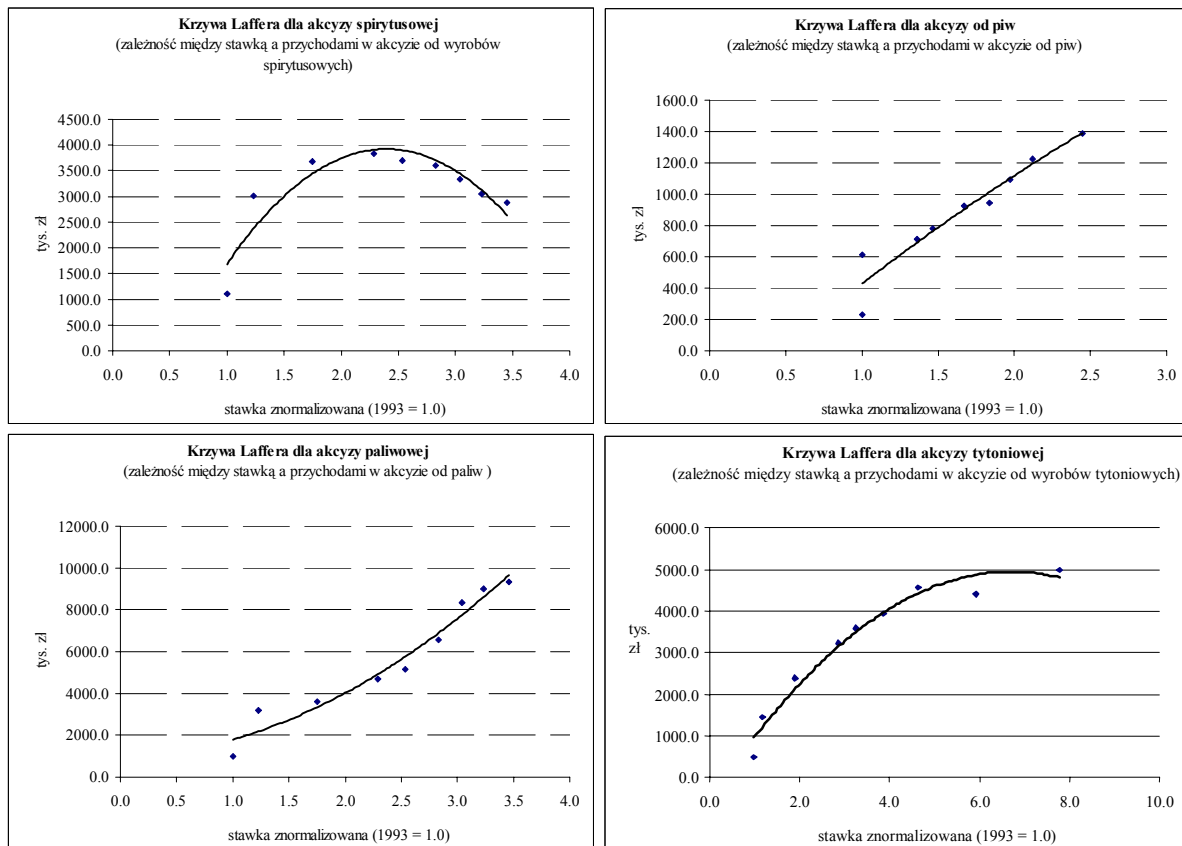 Krzywa Laffera dla akcyzy spirytusowej
(zależność między stawką a przychodami w akcyzie od wyrobów
spirytusowych)
4500.0
4000.0
3500.0
3000.0
2500.0
2000.0
1500.0
1000.0
500.0
0.0
tys. zł
0.0 0.5 1.0 1.5 2.0 2.5 3.0 3.5 4.0
stawka znormalizowana (1993 = 1.0)
Krzywa Laffera dla akcyzy od piw
(zależność między stawką a przychodami w akcyzie od piw)
1600.0
1400.0
1200.0
1000.0
800.0
600.0
400.0
200.0
0.0
tys. zł
0.0 0.5 1.0 1.5 2.0 2.5 3.0
stawka znormalizowana (1993 = 1.0)
Krzywa Laffera dla akcyzy paliwowej
(zależność między stawką a przychodami w akcyzie od paliw )
12000.0
10000.0
8000.0
6000.0
4000.0
2000.0
0.0
tys. zł
0.0 0.5 1.0 1.5 2.0 2.5 3.0 3.5 4.0
stawka znormalizowana (1993 = 1.0)
Krzywa Laffera dla akcyzy tytoniowej
(zależność między stawką a przychodami w akcyzie od wyrobów tytoniowych)
6000.0
5000.0
4000.0
3000.0
2000.0
1000.0
0.0
tys.
zł
0.0 2.0 4.0 6.0 8.0 10.0
stawka znormalizowana (1993 = 1.0)